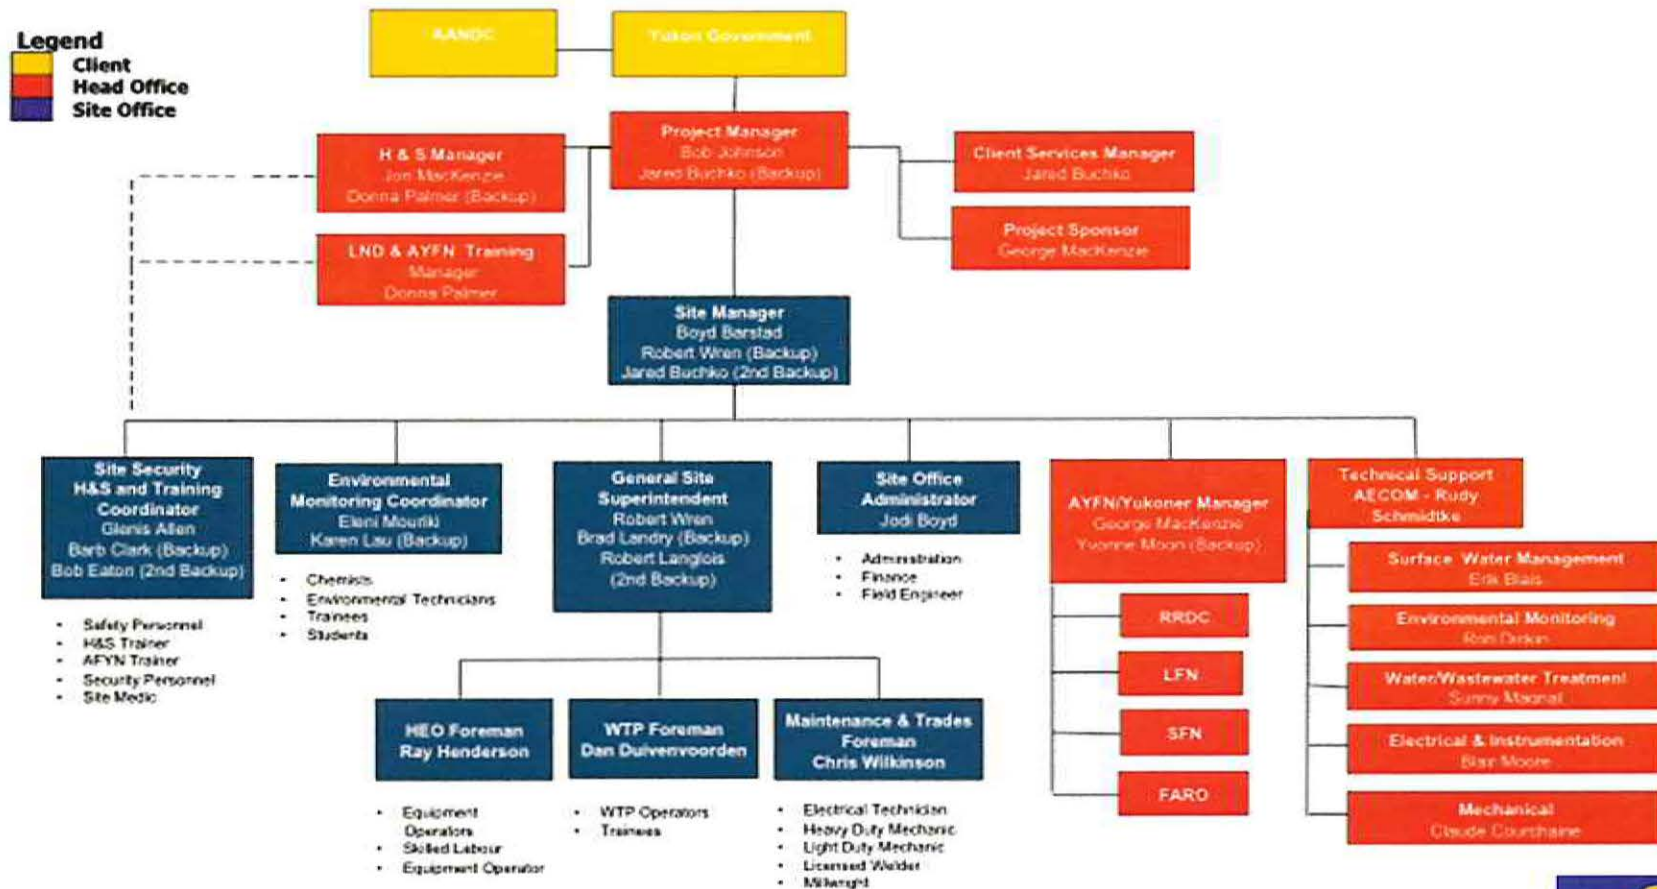 Legend
Client
Head Office
Site Office
AANDC
Yukon Government
Project Manager
Bob Johnson
Jared Buchko (Backup)
H & S Manager
Jon MacKenzie
Donna Palmer (Backup)
LND & AYFN Training
Manager
Donna Palmer
Client Services Manager
Jared Buchko
Project Sponsor
George MacKenzie
Site Manager
Boyd Barstad
Robert Wren (Backup)
Jared Buchko (2nd Backup)
Site Security
H&S and Training
Coordinator
Glenis Allen
Barb Clark (Backup)
Bob Eaton (2nd Backup)
• Safety Personnel
• H&S Trainer
• AFYN Trainer
• Security Personnel
• Site Medic
Environmental
Monitoring Coordinator
Eleni Mouriki
Karen Lau (Backup)
• Chemists
• Environmental Technicians
• Trainees
• Students
General Site
Superintendent
Robert Wren
Brad Landry (Backup)
Robert Langlois
(2nd Backup)
Site Office
Administrator
Jodi Boyd
• Administration
• Finance
• Field Engineer
AYFN/Yukoner Manager
George MacKenzie
Yvonne Moon (Backup)
RRDC
LFN
SFN
FARO
Technical Support
AECOM - Rudy
Schmidtke
Surface Water Management
Erik Blais
Environmental Monitoring
Ron
Water/Wastewater Treatment
Sunny Mangat
Electrical & Instrumentation
Blair Moore
Mechanical
Claude Courchaine
HEO Foreman
Ray Henderson
• Equipment
Operators
• Skilled Labour
• Equipment Operator
WTP Foreman
Dan Duivenvoorden
• WTP Operators
• Trainees
Maintenance & Trades
Foreman
Chris Wilkinson
• Electrical Technician
• Heavy Duty Mechanic
• Light Duty Mechanic
• Licensed Welder
• Millwright